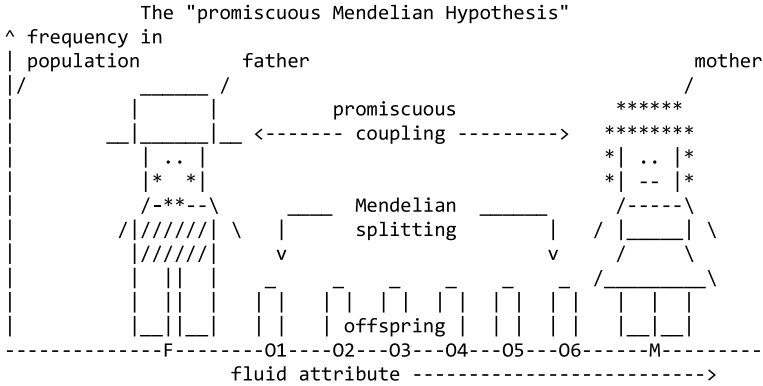 The "promiscuous Mendelian Hypothesis"
frequency in
population father mother
promiscuous
coupling
Mendelian
splitting
offspring
F O1 O2 O3 O4 O5 O6 M
fluid attribute